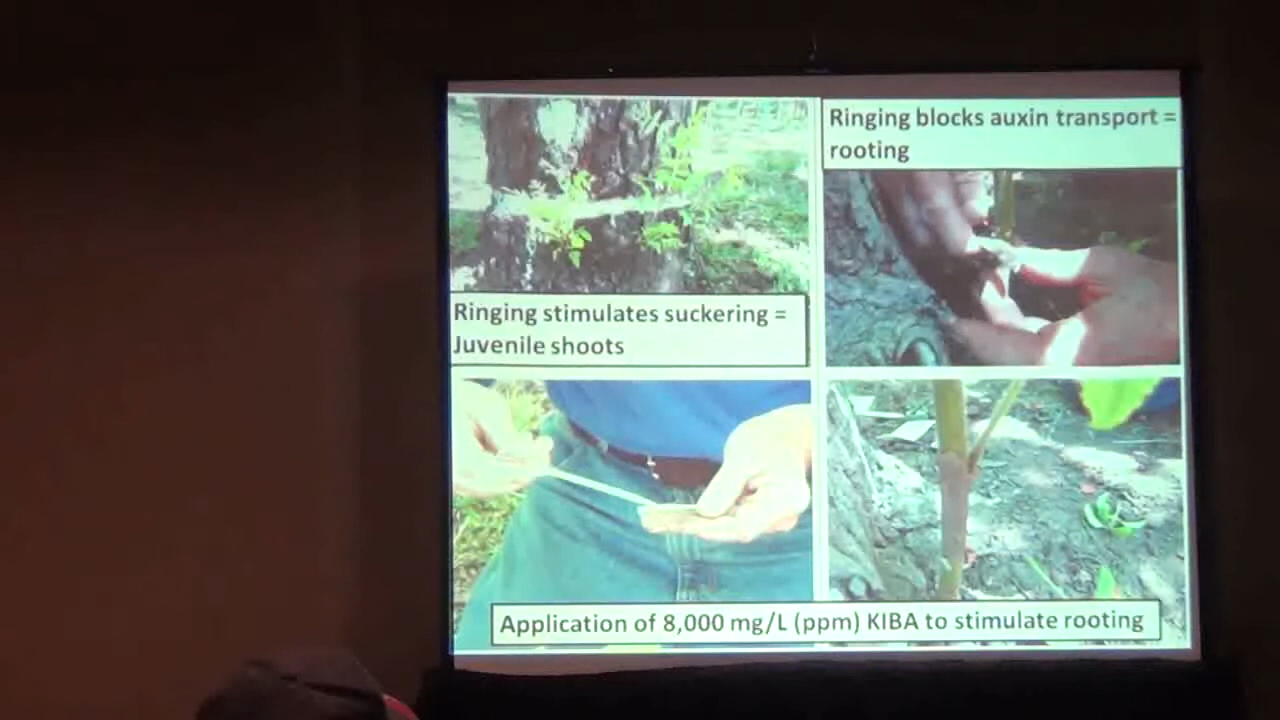 Ringing blocks auxin transport =
rooting
Ringing stimulates suckering =
Juvenile shoots
Application of 8,000 mg/L (ppm) KIBA to stimulate rooting